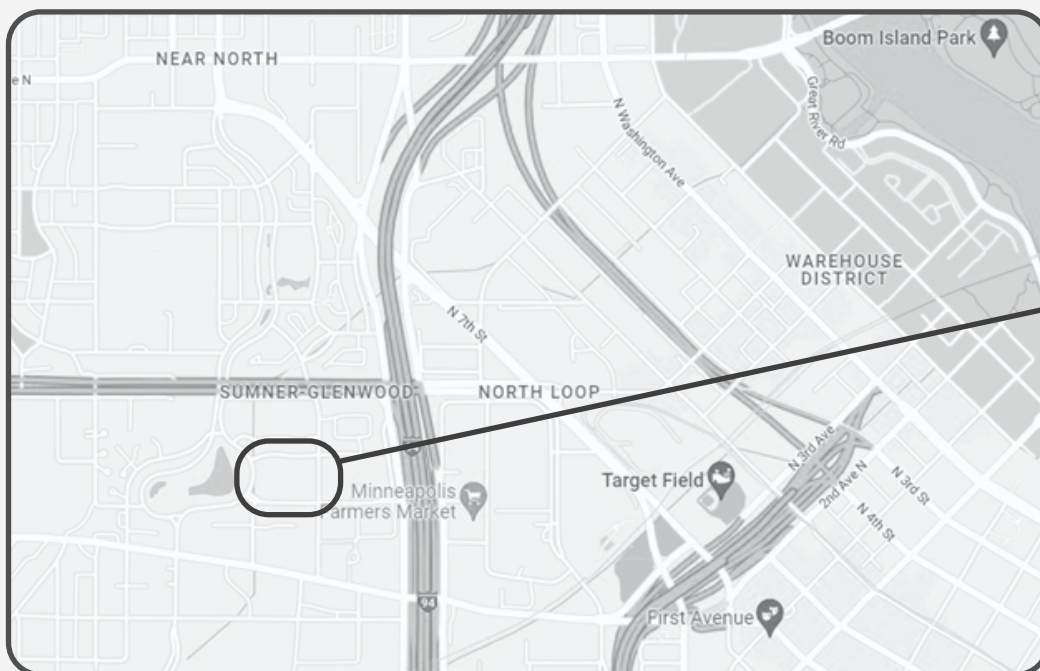 NEAR NORTH
Boom Island Park
e N
Great River Rd
N Washington Ave
WAREHOUSE
DISTRICT
N 7th St
SUMNER-GLENWOOD
NORTH LOOP
N 3rd Ave
Target Field
2nd Ave N
N 3rd St
Minneapolis
Farmers Market
N 4th St
94
First Avenue